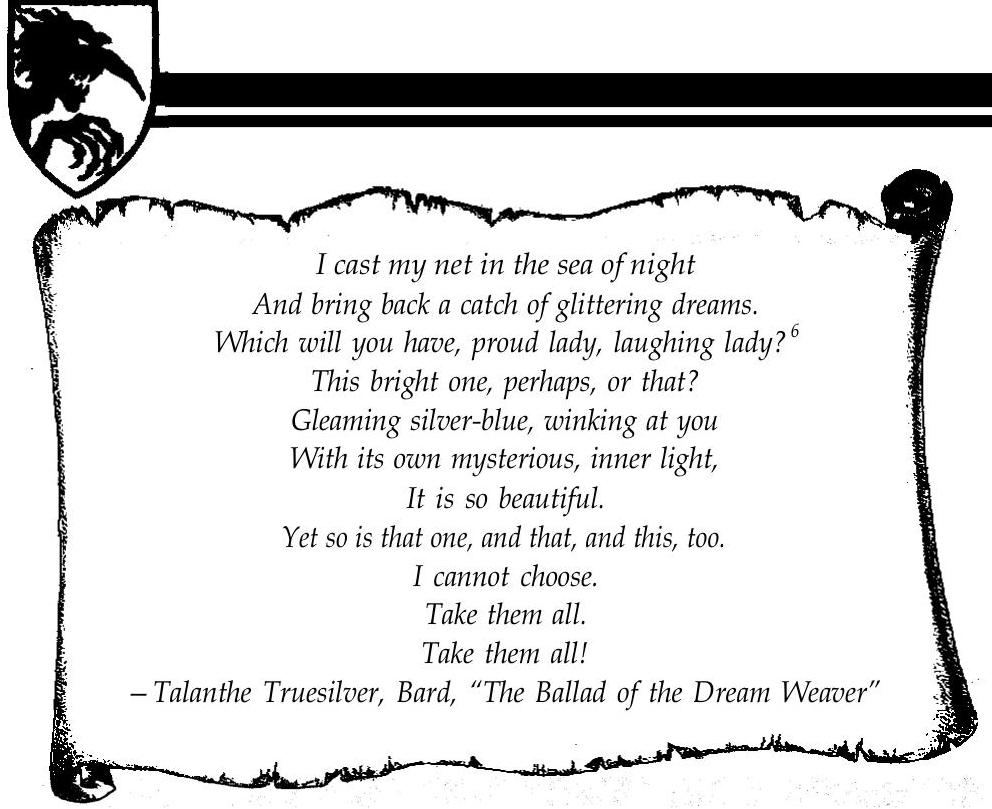 I cast my net in the sea of night
And bring back a catch of glittering dreams.
Which will you have, proud lady, laughing lady? 6
This bright one, perhaps, or that?
Gleaming silver-blue, winking at you
With its own mysterious, inner light,
It is so beautiful.
Yet so is that one, and that, and this, too.
I cannot choose.
Take them all.
Take them all!
– Talanthe Truesilver, Bard, “The Ballad of the Dream Weaver”